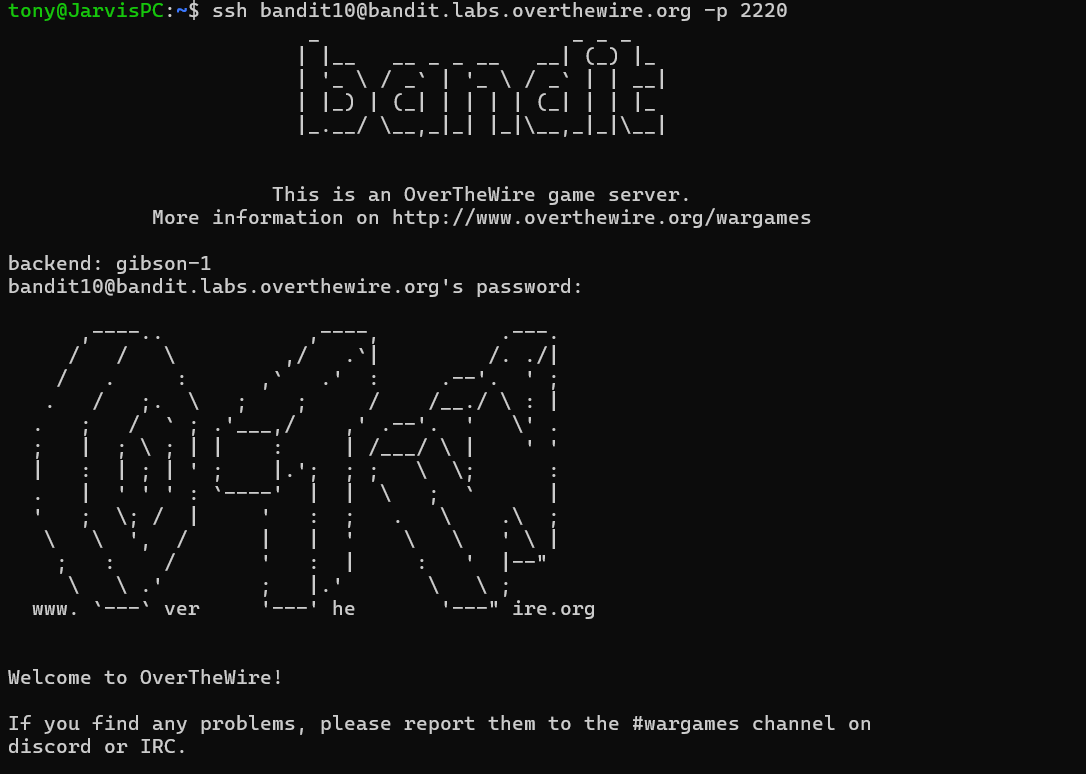 tony@JarvisPC:~$ ssh bandit10@bandit.labs.overthewire.org -p 2220
bandit
This is an OverTheWire game server.
More information on http://www.overthewire.org/wargames
backend: gibson-1
bandit10@bandit.labs.overthewire.org's password:
www. `---` ver '---' he '---" ire.org
Welcome to OverTheWire!
If you find any problems, please report them to the #wargames channel on
discord or IRC.